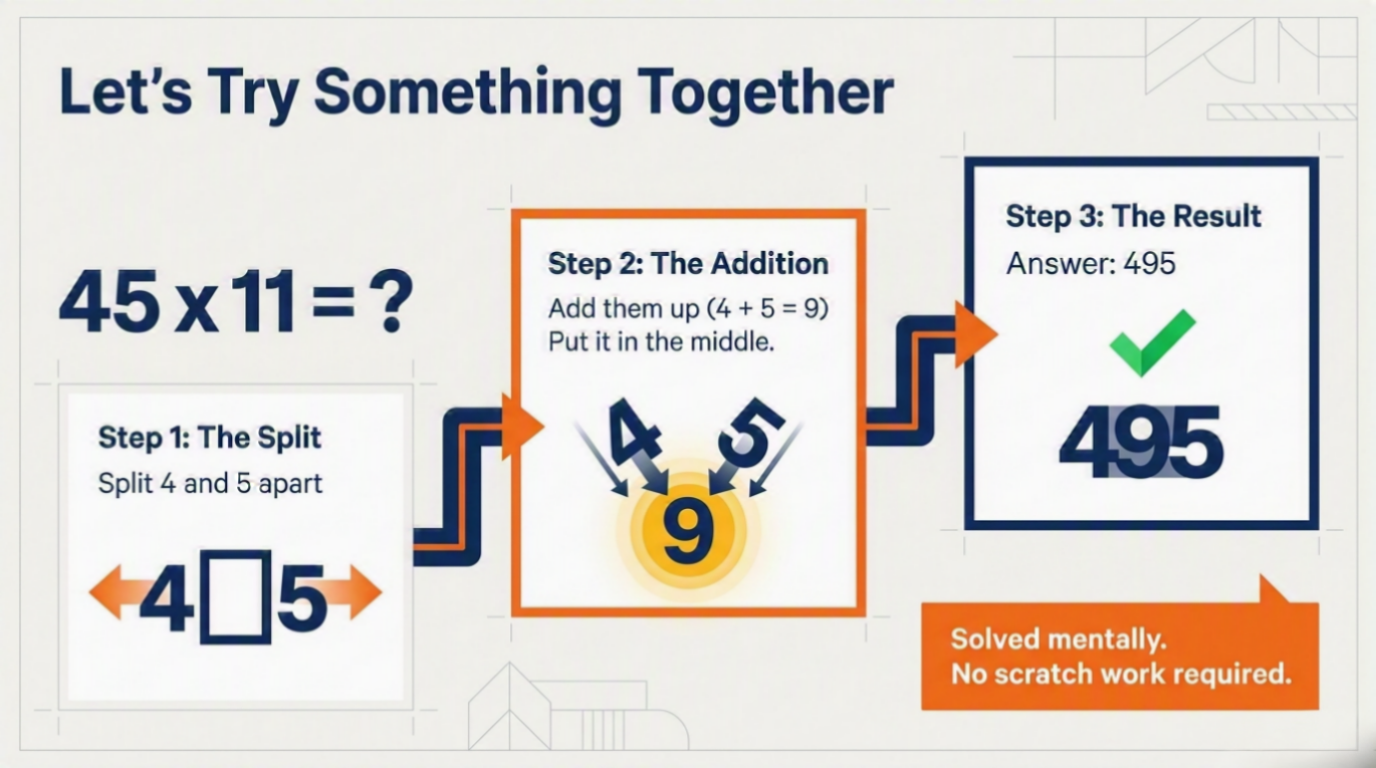 Let's Try Something Together
45 x 11 = ?
Step 1: The Split
Split 4 and 5 apart
4 5
Step 2: The Addition
Add them up (4 + 5 = 9)
Put it in the middle.
4 5
9
Step 3: The Result
Answer: 495
495
Solved mentally.
No scratch work required.